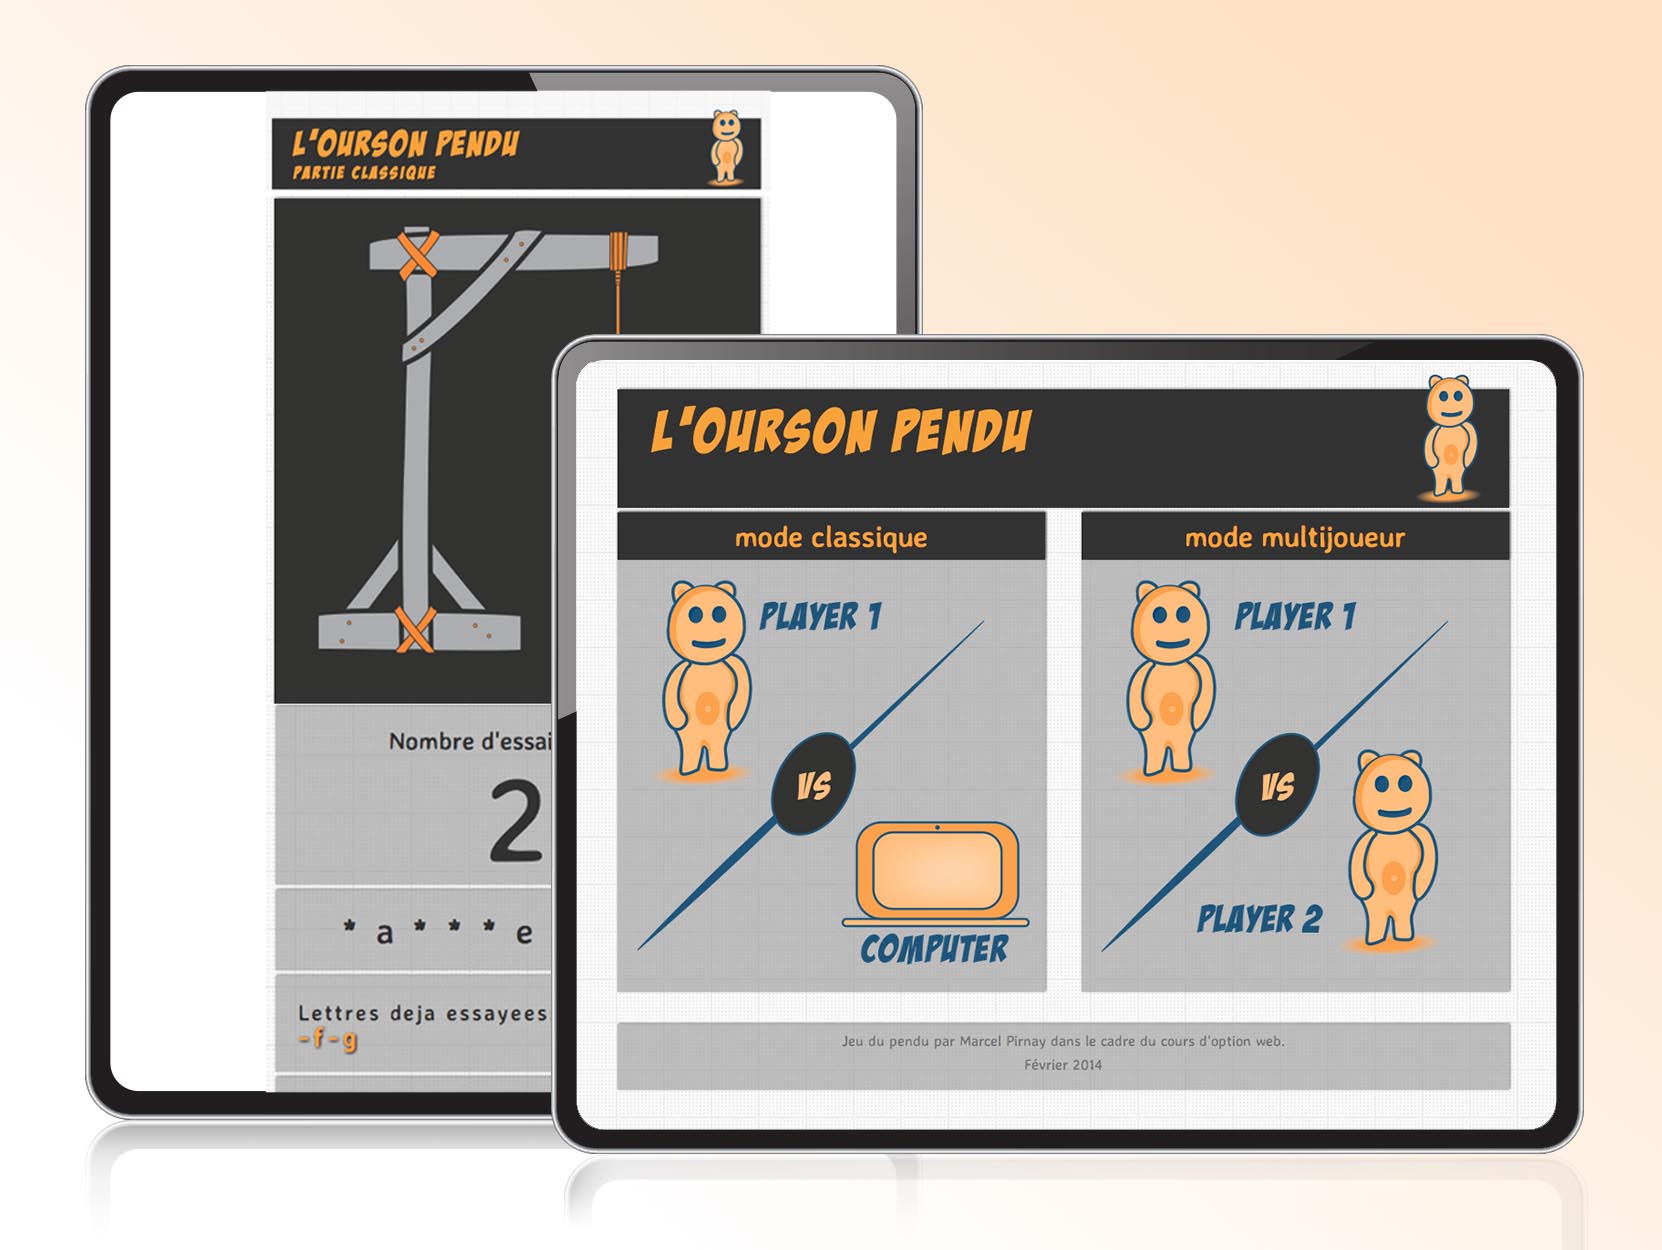 L'OURSON PENDU
PARTIE CLASSIQUE
Nombre d'essai
2
* a * * * e
Lettres deja essayees
-f-g
L'OURSON PENDU
mode classique
PLAYER 1
VS
COMPUTER
mode multijoueur
PLAYER 1
VS
PLAYER 2
Jeu du pendu par Marcel Pirnay dans le cadre du cours d'option web.
Février 2014